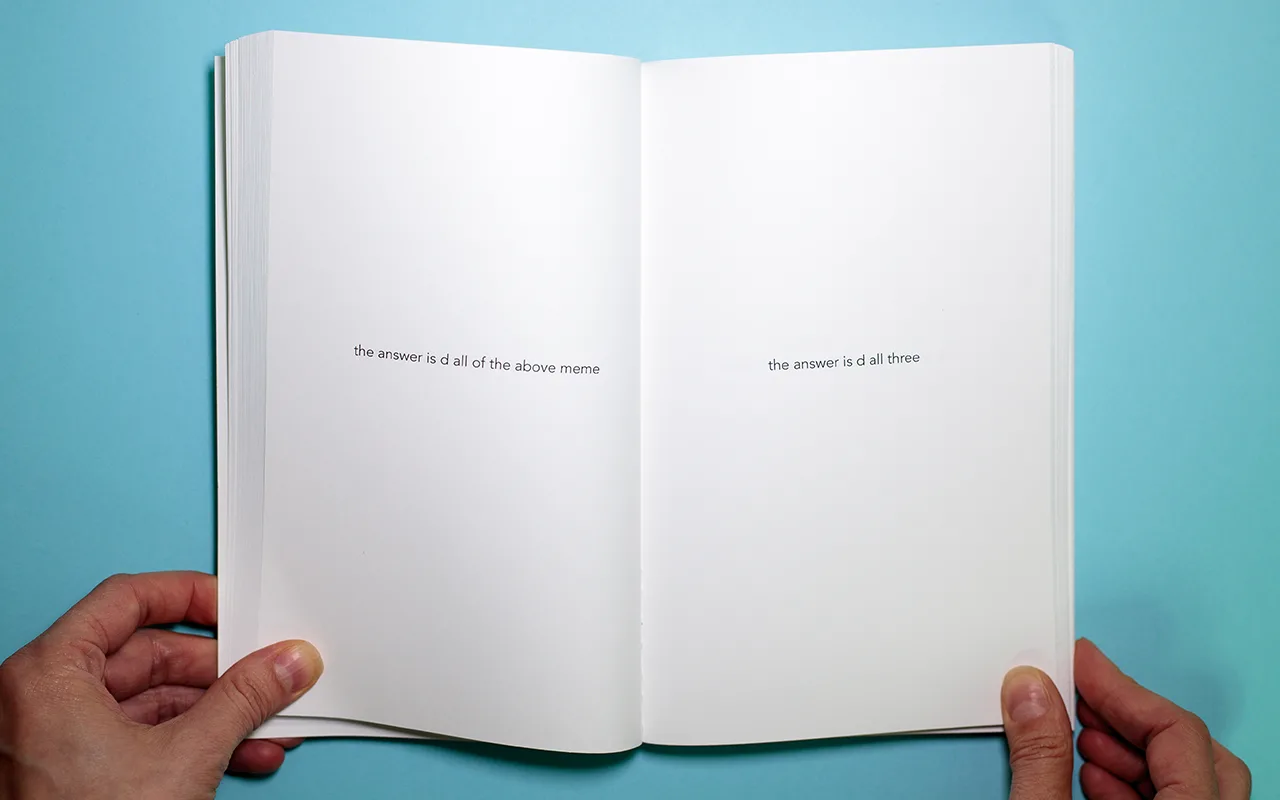 the answer is d all of the above meme
the answer is d all three